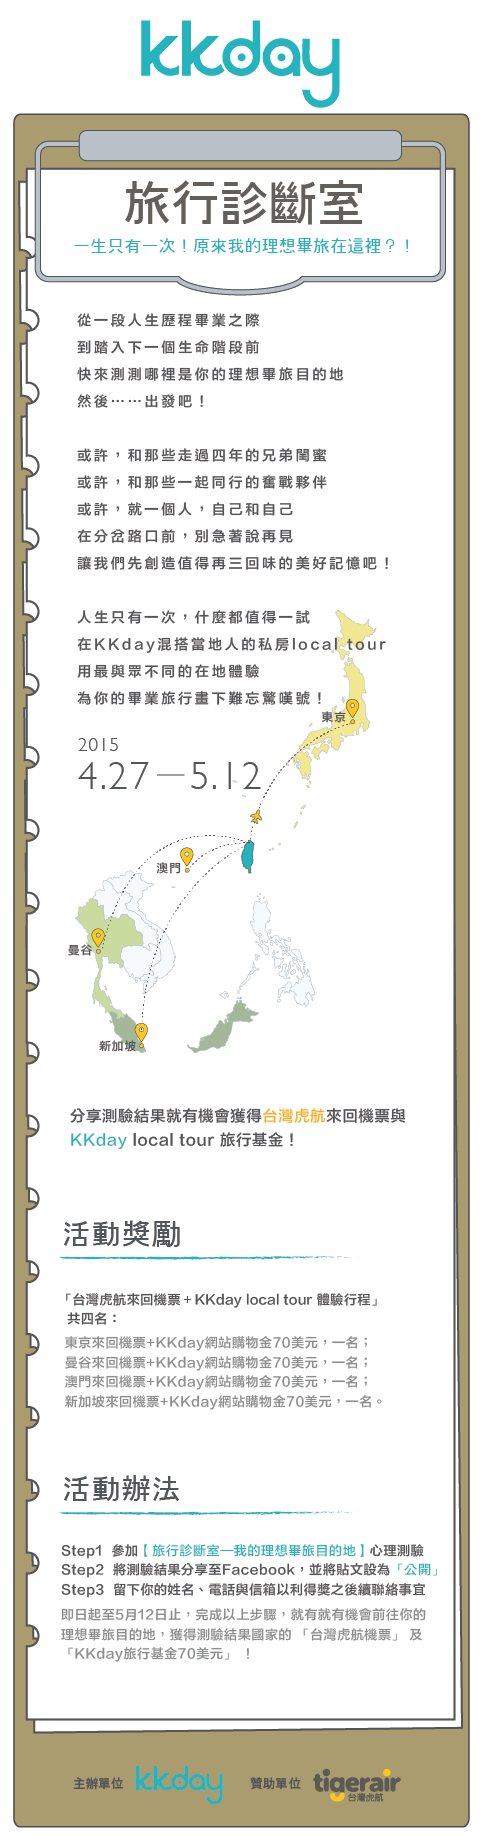 kkday
旅行診斷室
一生只有一次！原來我的理想畢旅在這裡？！
從一段人生歷程畢業之際
到踏入下一個生命階段前
快來測測哪裡是你的理想畢旅目的地
然後⋯⋯出發吧！
或許，和那些走過四年的兄弟閨蜜
或許，和那些一起同行的奮戰夥伴
或許，就一個人，自己和自己
在分岔路口前，別急著說再見
讓我們先創造值得再三回味的美好記憶吧！
人生只有一次，什麼都值得一試
在KKday混搭當地人的私房local tour
用最與眾不同的在地體驗
為你的畢業旅行畫下難忘驚嘆號！
東京
2015
4.27—5.12
澳門
曼谷
新加坡
分享測驗結果就有機會獲得台灣虎航來回機票與
KKday local tour 旅行基金！
活動獎勵
「台灣虎航來回機票＋KKday local tour 體驗行程」
共四名：
東京來回機票+KKday網站購物金70美元，一名；
曼谷來回機票+KKday網站購物金70美元，一名；
澳門來回機票+KKday網站購物金70美元，一名；
新加坡來回機票+KKday網站購物金70美元，一名。
活動辦法
Step1 參加【旅行診斷室—我的理想畢旅目的地】心理測驗
Step2 將測驗結果分享至Facebook，並將貼文設為「公開」
Step3 留下你的姓名、電話與信箱以利得獎之後續聯絡事宜
即日起至5月12日止，完成以上步驟，就有就有機會前往你的
理想畢旅目的地，獲得測驗結果國家的 「台灣虎航機票」 及
「KKday旅行基金70美元」 ！
主辦單位 kkday 贊助單位 tigerair
台灣虎航